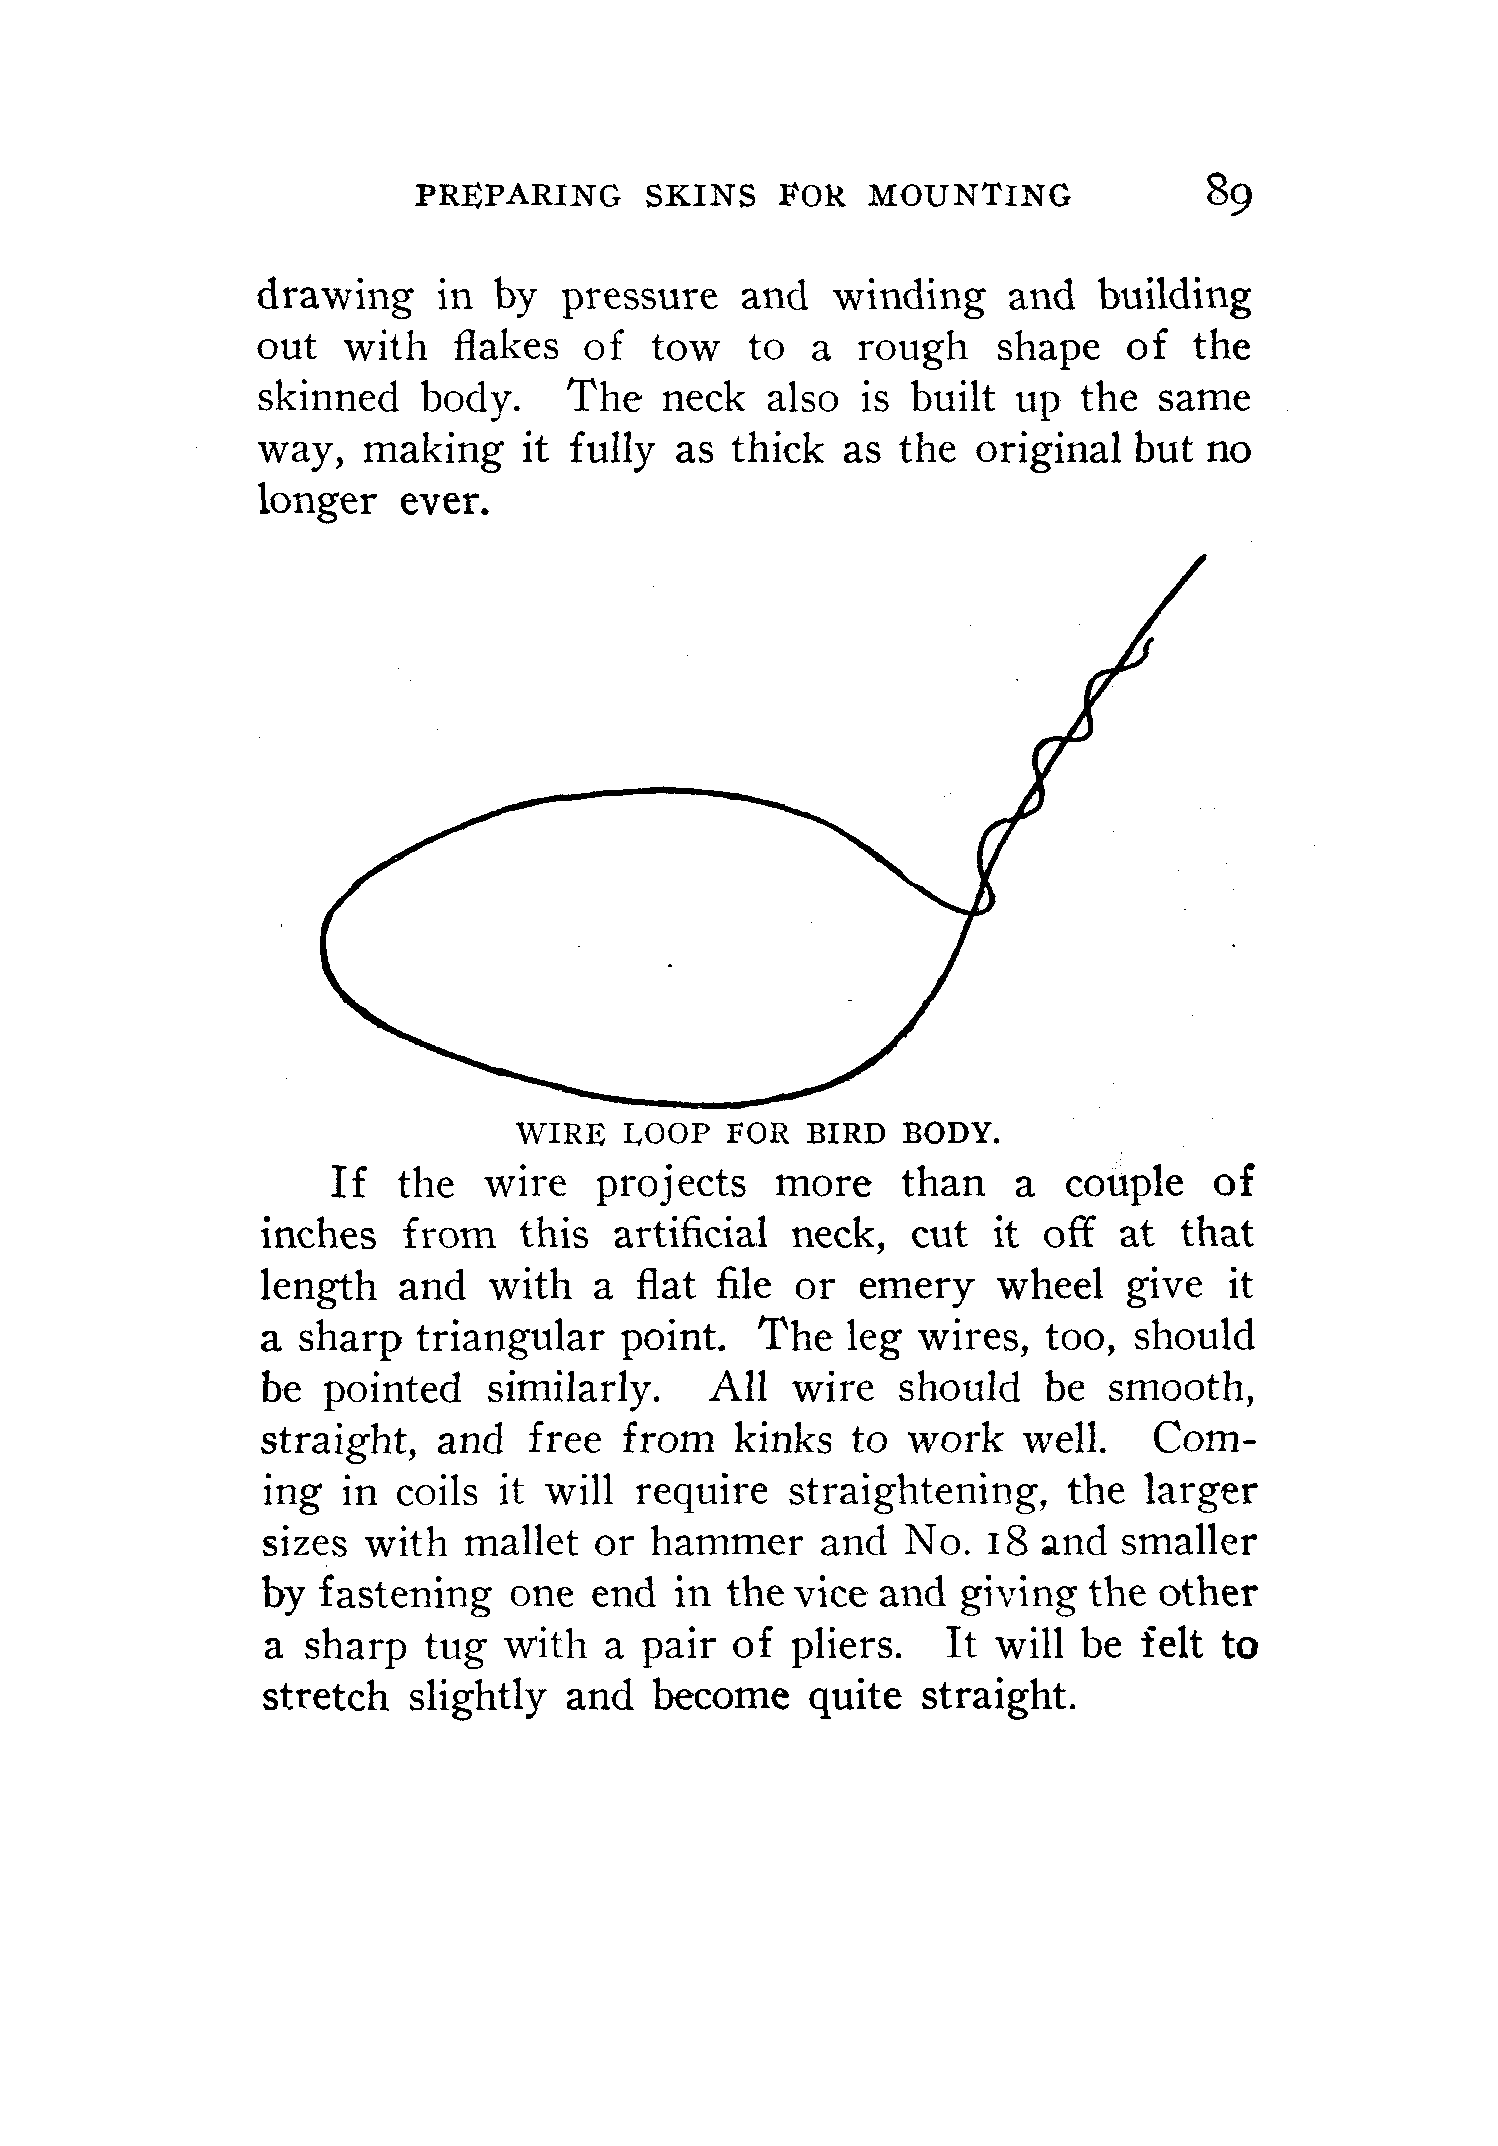 PREPARING SKINS FOR MOUNTING 89
drawing in by pressure and winding and building
out with flakes of tow to a rough shape of the
skinned body. The neck also is built up the same
way, making it fully as thick as the original but no
longer ever.
WIRE LOOP FOR BIRD BODY.
If the wire projects more than a couple of
inches from this artificial neck, cut it off at that
length and with a flat file or emery wheel give it
a sharp triangular point. The leg wires, too, should
be pointed similarly. All wire should be smooth,
straight, and free from kinks to work well. Com-
ing in coils it will require straightening, the larger
sizes with mallet or hammer and No. 18 and smaller
by fastening one end in the vice and giving the other
a sharp tug with a pair of pliers. It will be felt to
stretch slightly and become quite straight.